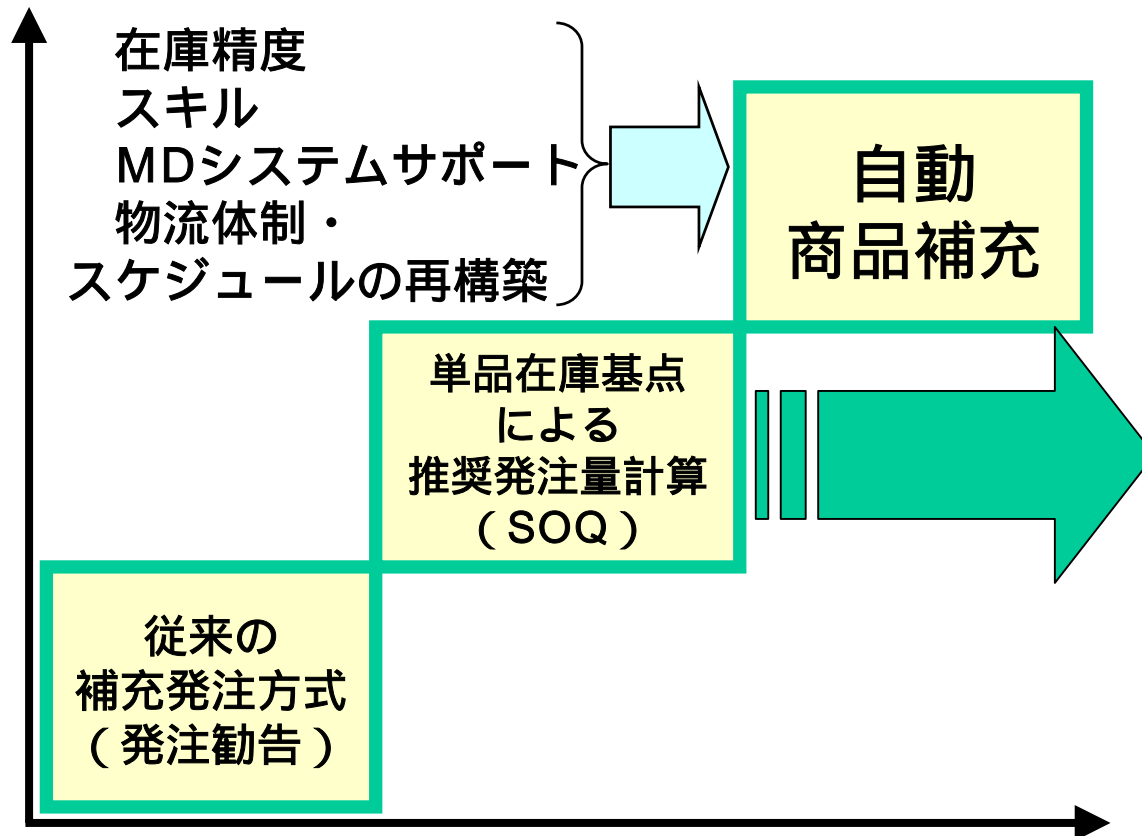 在庫精度
スキル
MDシステムサポート
物流体制・
スケジュールの再構築
自動
商品補充
単品在庫基点
による
推奨発注量計算
（SOQ）
従来の
補充発注方式
（発注勧告）